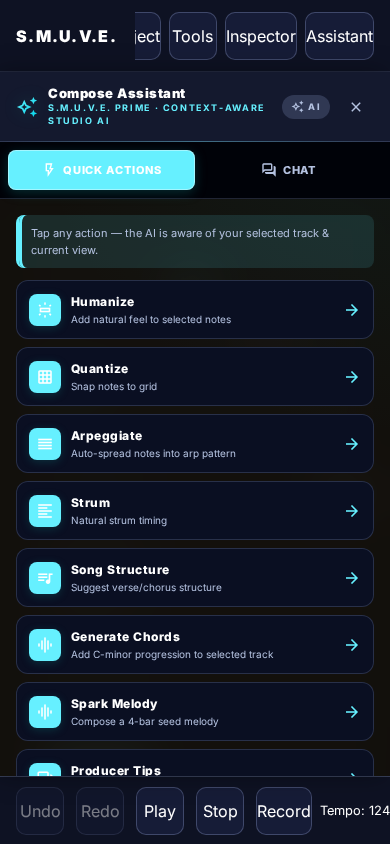 S.M.U.V.E.
ject Tools Inspector Assistant
Compose Assistant
S.M.U.V.E. PRIME · CONTEXT-AWARE
STUDIO AI
AI
QUICK ACTIONS
CHAT
Tap any action — the AI is aware of your selected track &
current view.
Humanize
Add natural feel to selected notes
Quantize
Snap notes to grid
Arpeggiate
Auto-spread notes into arp pattern
Strum
Natural strum timing
Song Structure
Suggest verse/chorus structure
Generate Chords
Add C-minor progression to selected track
Spark Melody
Compose a 4-bar seed melody
Producer Tips
Undo Redo Play Stop Record Tempo: 124